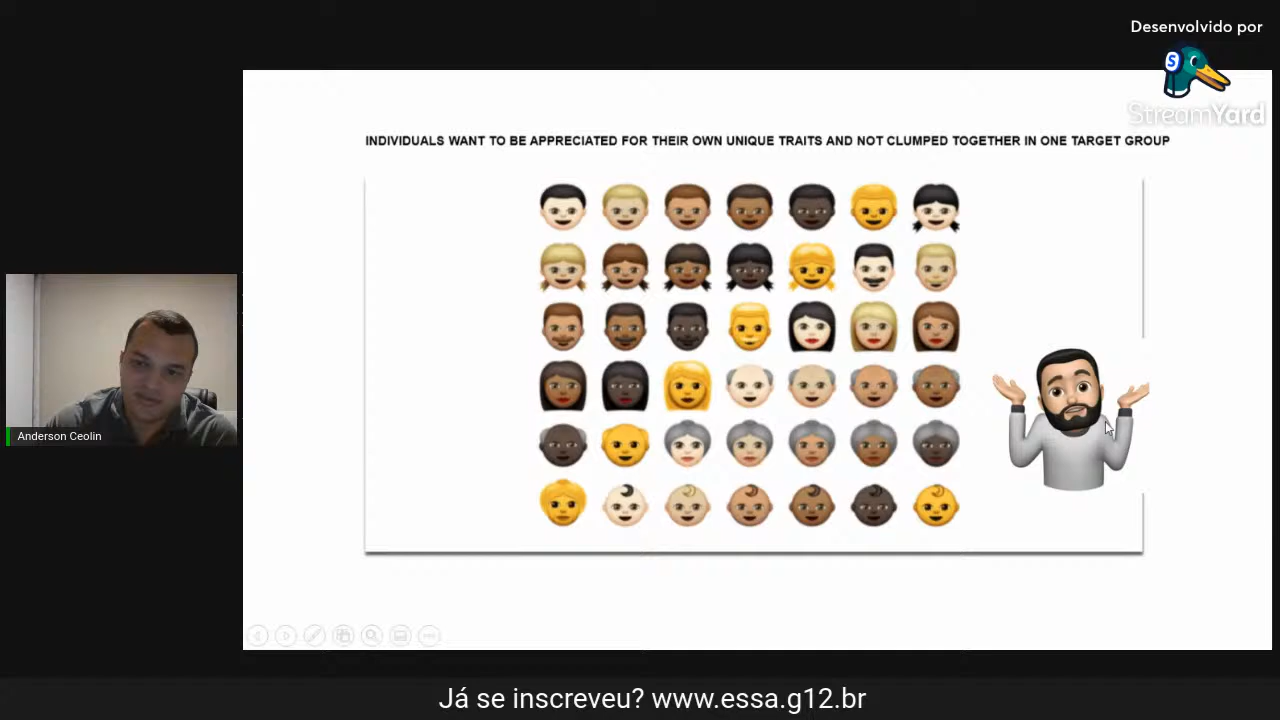 Desenvolvido por
S
StreamYard
INDIVIDUALS WANT TO BE APPRECIATED FOR THEIR OWN UNIQUE TRAITS AND NOT CLUMPED TOGETHER IN ONE TARGET GROUP
Anderson Ceolin
Já se inscreveu? www.essa.g12.br